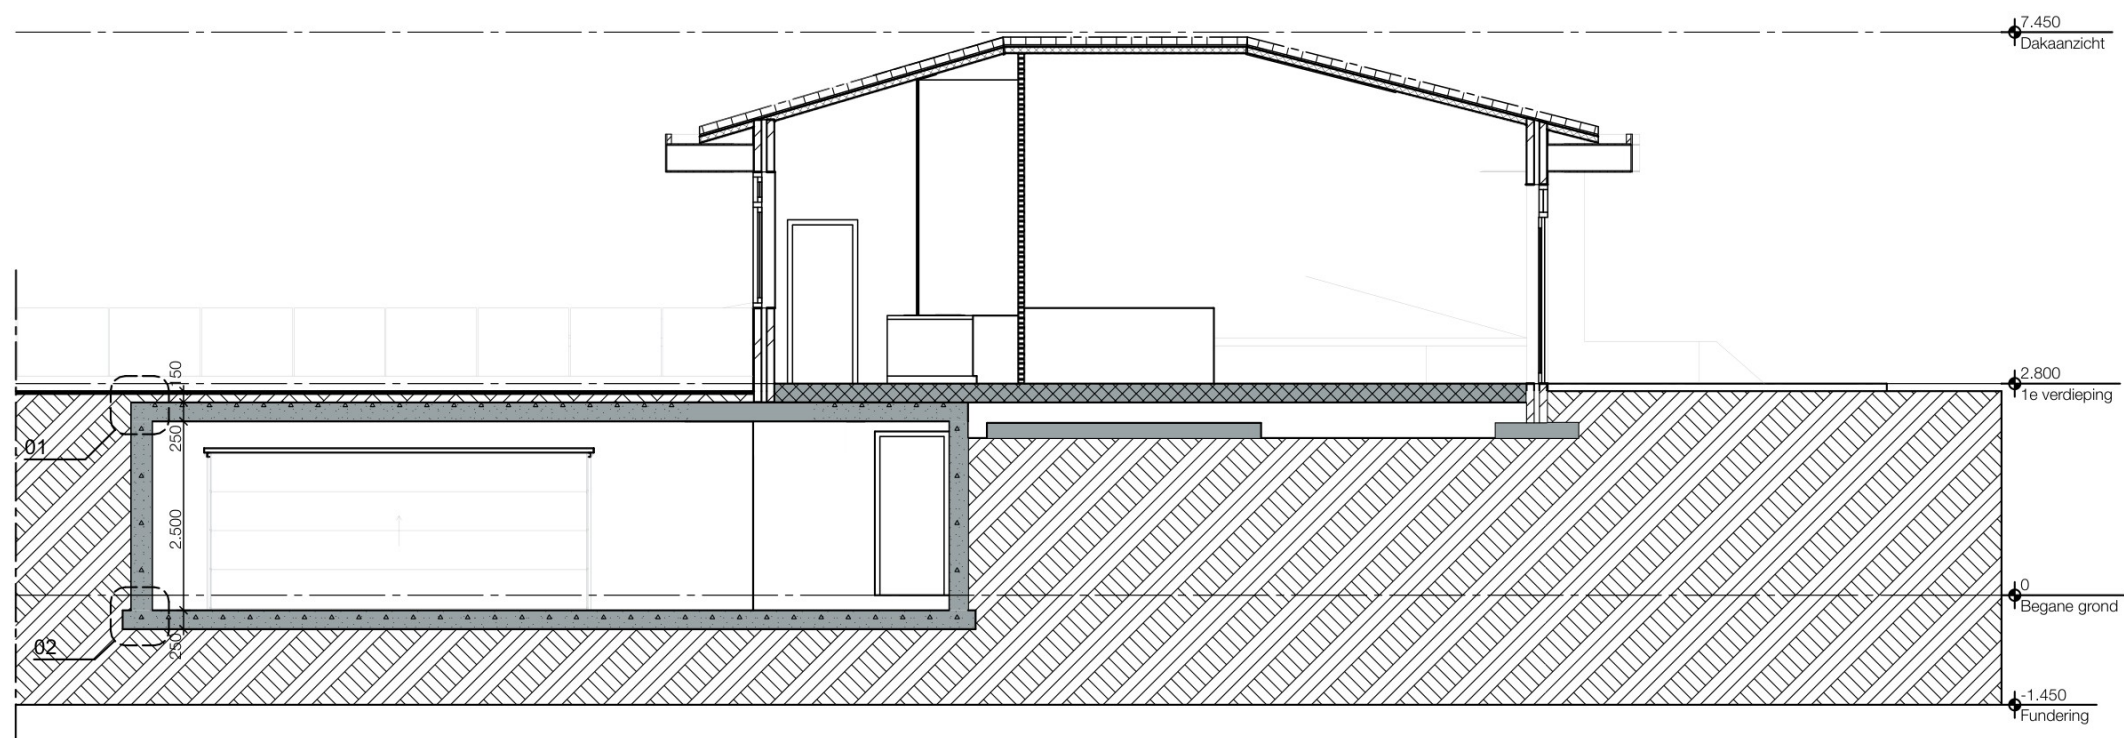 7.450
Dakaanzicht
150
2.800
1e verdieping
01
250
2.500
0
Begane grond
02
250
-1.450
Fundering